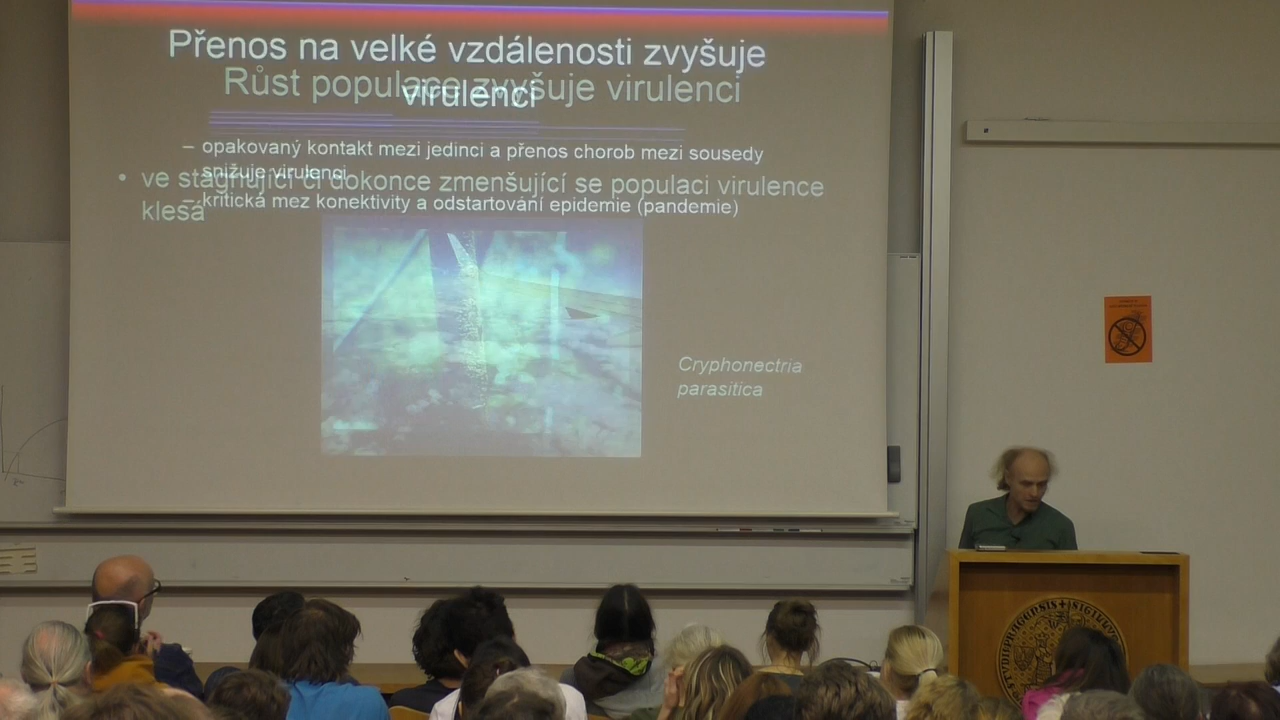 Přenos na velké vzdálenosti zvyšuje
virulenci
Růst populace zvyšuje virulenci
– opakovaný kontakt mezi jedinci a přenos chorob mezi sousedy
snižuje virulenci
• ve stagnující či dokonce zmenšující se populaci virulence
klesá
– kritická mez konektivity a odstartování epidemie (pandemie)
Cryphonectria
parasitica